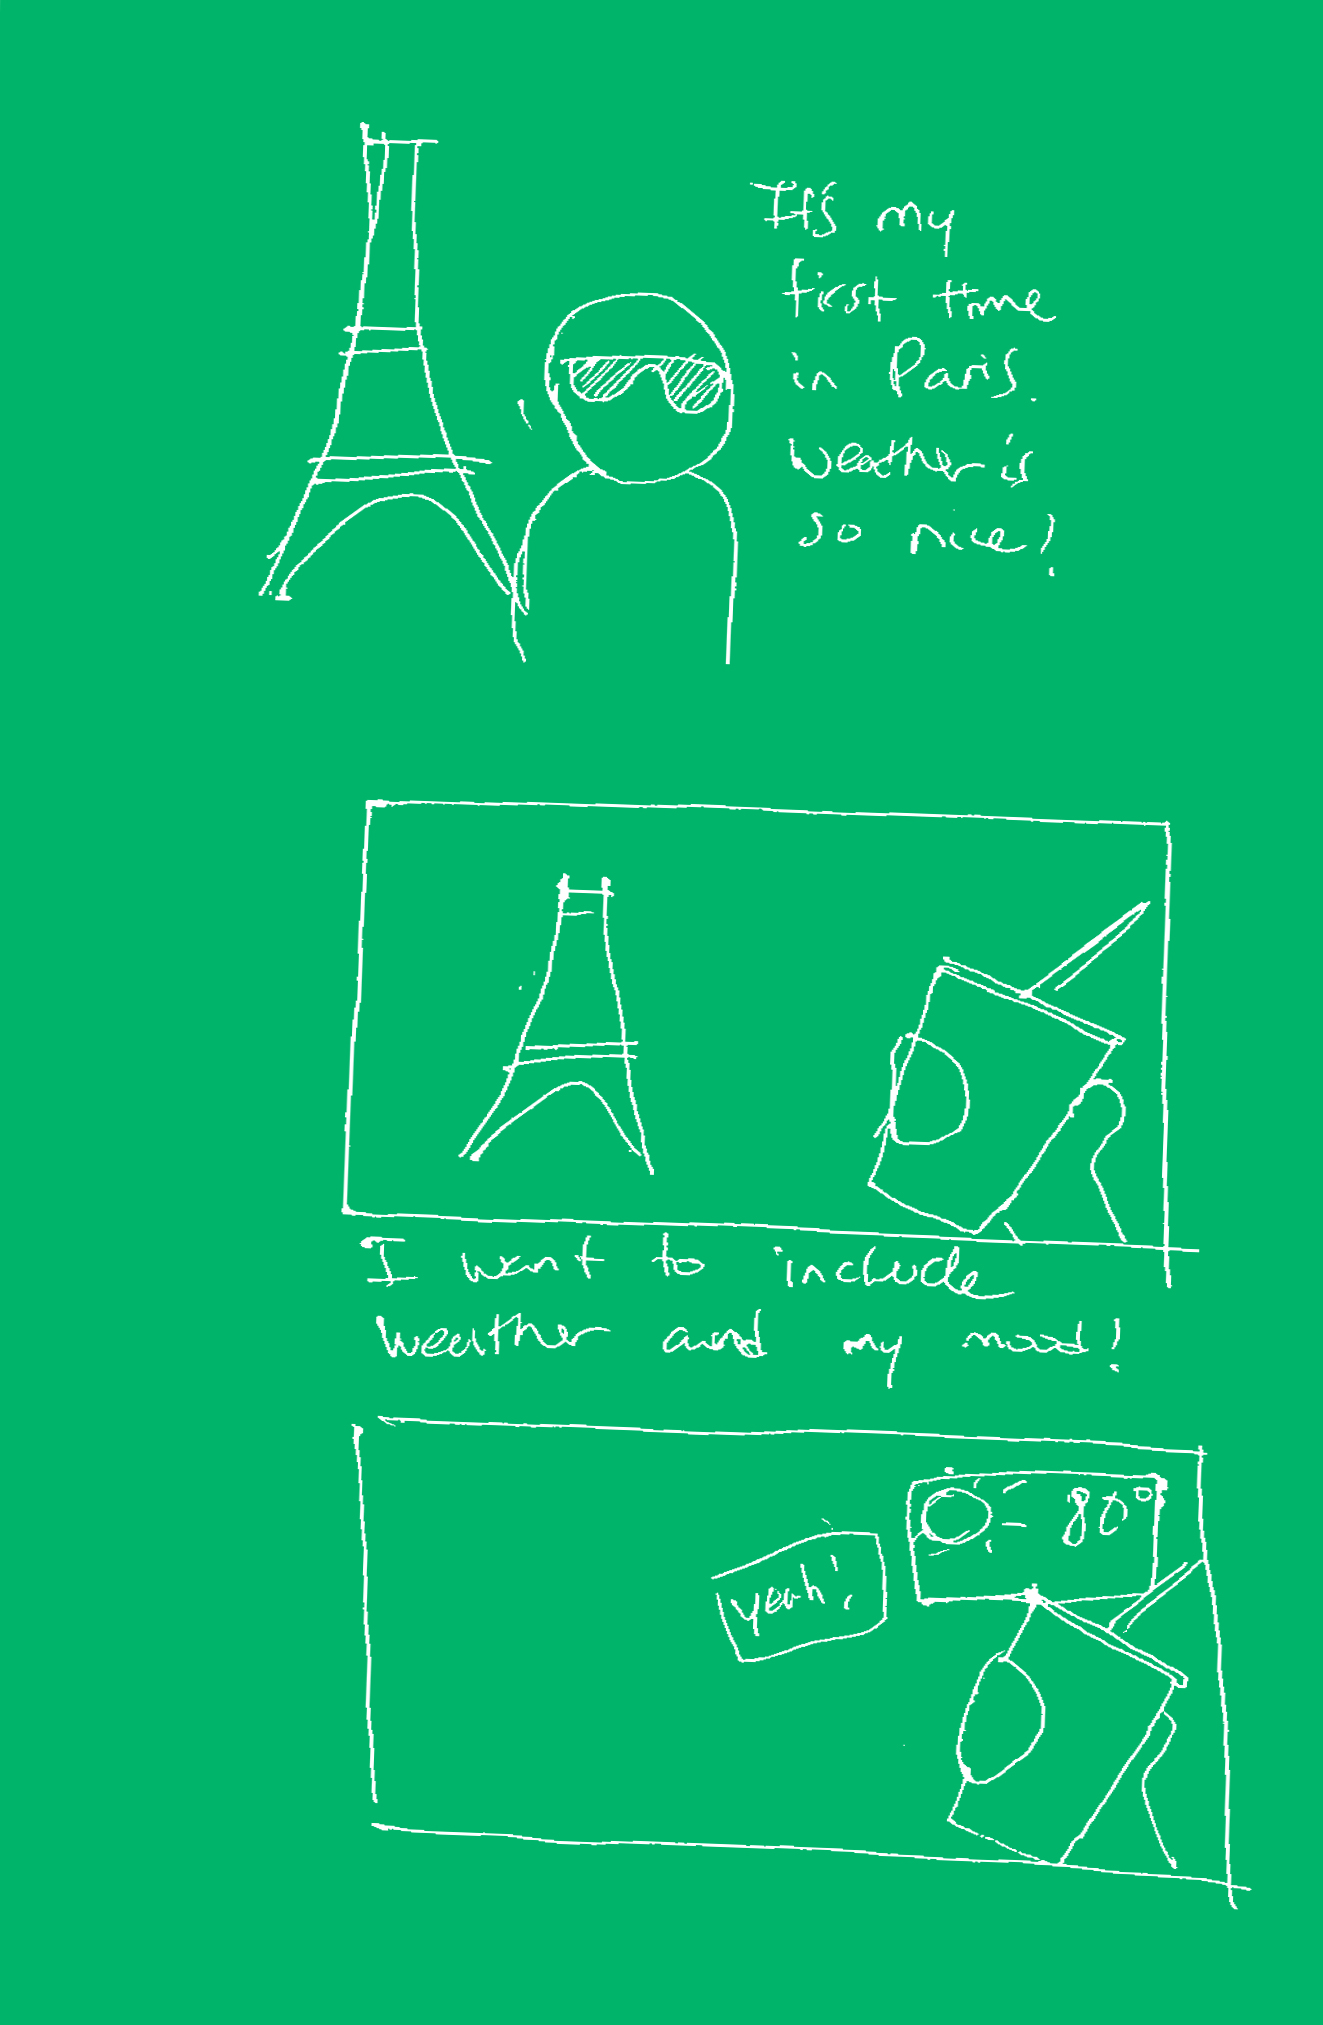 It's my
first time
in Paris.
Weather is
so nice!
I want to include
weather and my mood!
80°
yeah!